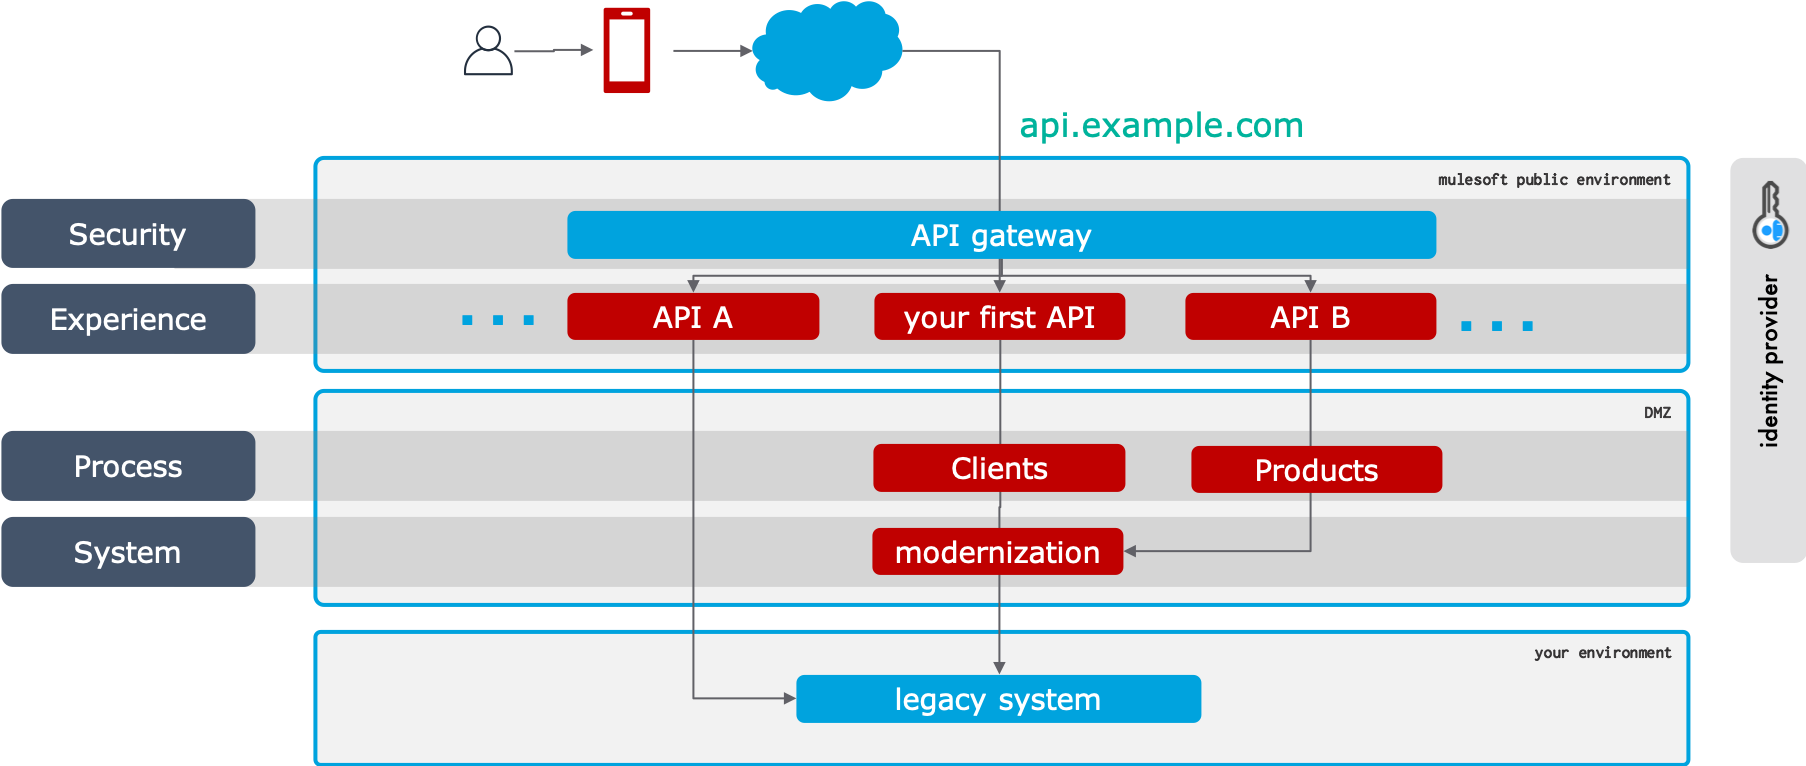 api.example.com
mulesoft public environment
Security
API gateway
Experience
API A
your first API
API B
identity provider
DMZ
Process
Clients
Products
System
modernization
your environment
legacy system